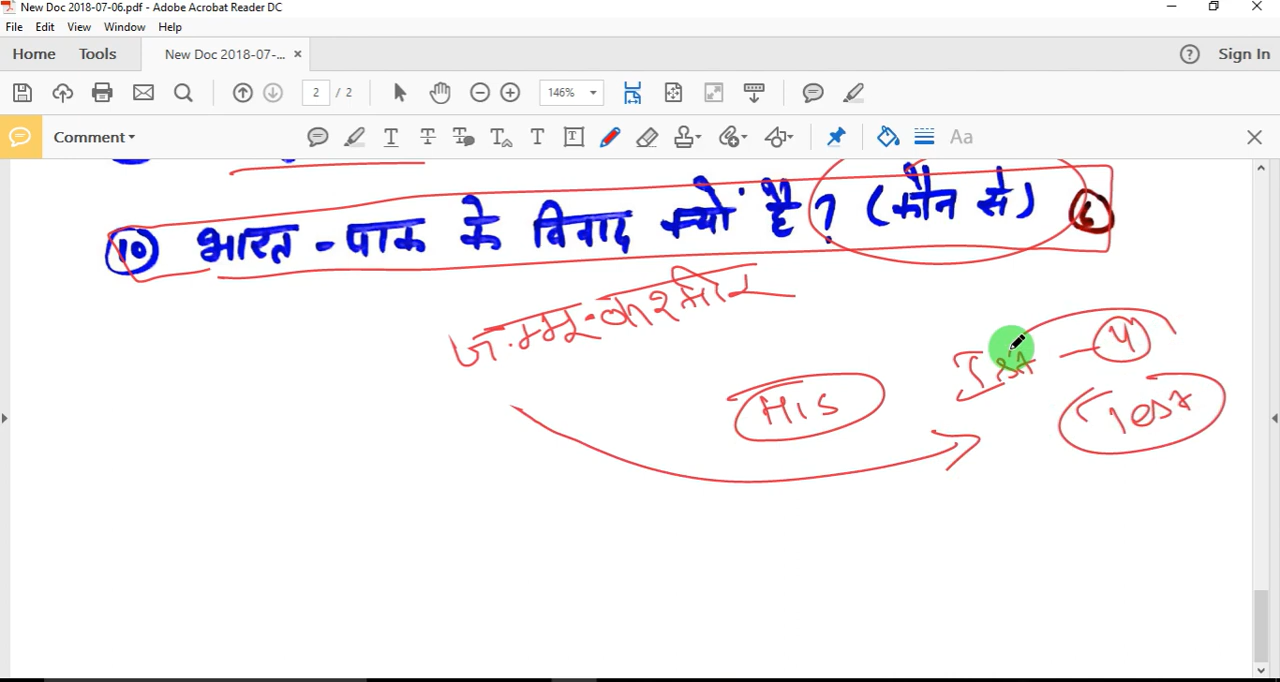 New Doc 2018-07-06.pdf - Adobe Acrobat Reader DC
File Edit View Window Help
Home Tools New Doc 2018-07-... × Sign In
2 / 2 146%
Comment
T T T T T T Aa
10 भारत - पाक के विवाद क्यों है ? (कौन से) 6
जम्मू-काश्मीर
4
His Test